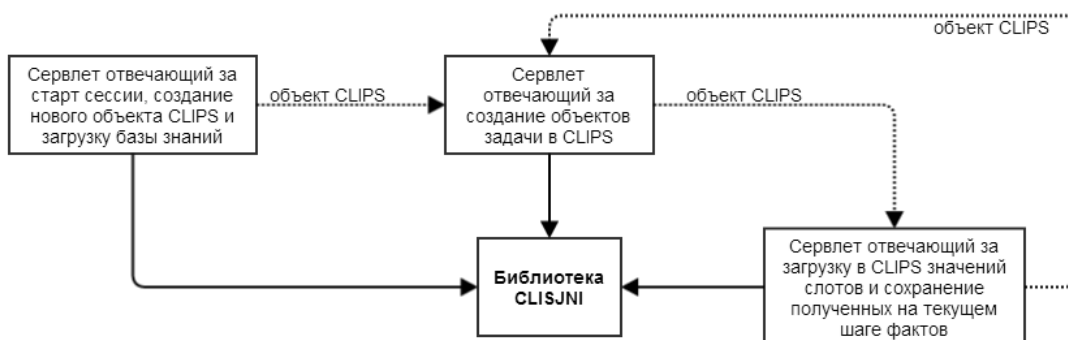 объект CLIPS
Сервлет отвечающий за
старт сессии, создание
нового объекта CLIPS и
загрузку базы знаний
объект CLIPS
Сервлет
отвечающий за
создание объектов
задачи в CLIPS
объект CLIPS
Библиотека
CLISJNI
Сервлет отвечающий за
загрузку в CLIPS значений
слотов и сохранение
полученных на текущем
шаге фактов